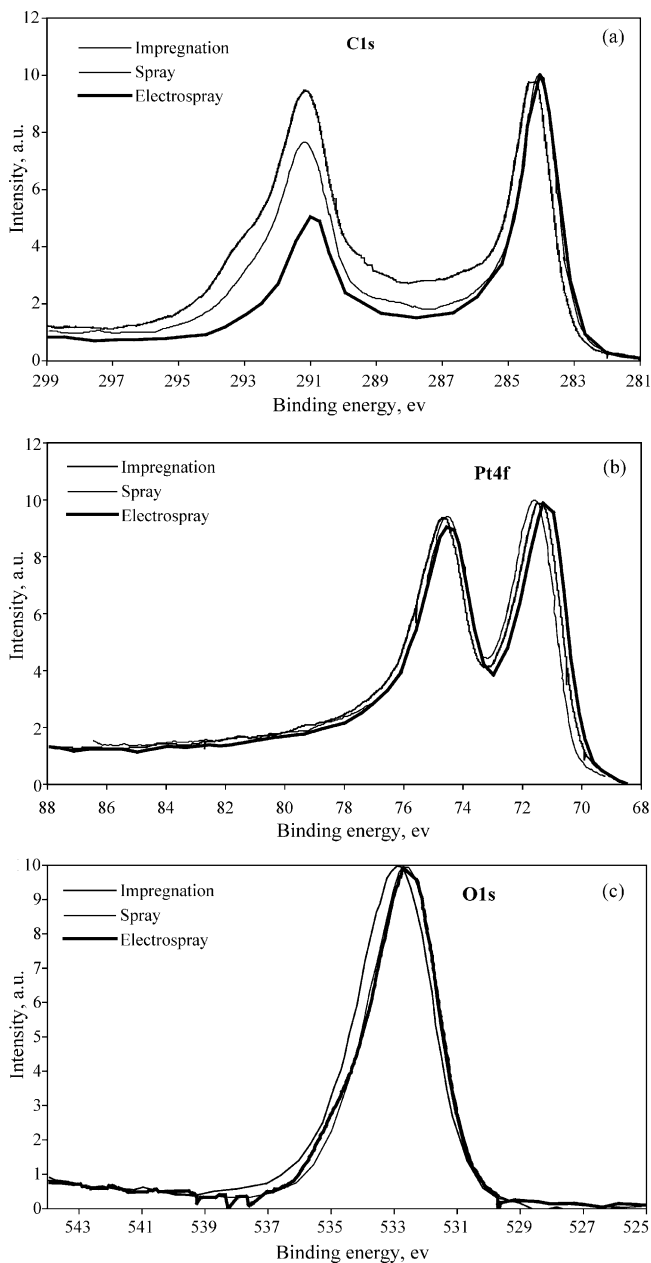 12
10
8
6
4
2
0
Intensity, a.u.
Impregnation
Spray
Electrospray
C1s
(a)
299 297 295 293 291 289 287 285 283 281
Binding energy, ev
12
10
8
6
4
2
0
Intensity, a.u.
Impregnation
Spray
Electrospray
Pt4f
(b)
88 86 84 82 80 78 76 74 72 70 68
Binding energy, ev
10
9
8
7
6
5
4
3
2
1
0
Intensity, a.u.
Impregnation
Spray
Electrospray
O1s
(c)
543 541 539 537 535 533 531 529 527 525
Binding energy, ev